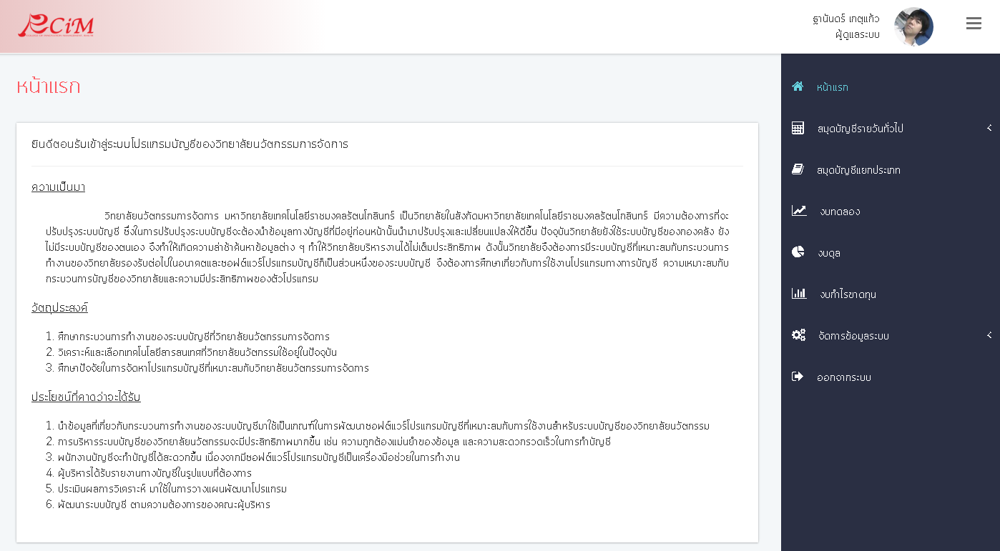 RCiM
ฐานันดร์ เกตุแก้ว
ผู้ดูแลระบบ
หน้าแรก
ยินดีตอนรับเข้าสู่ระบบโปรแกรมบัญชีของวิทยาลัยนวัตกรรมการจัดการ
ความเป็นมา
วิทยาลัยนวัตกรรมการจัดการ มหาวิทยาลัยเทคโนโลยีราชมงคลรัตนโกสินทร์ เป็นวิทยาลัยในสังกัดมหาวิทยาลัยเทคโนโลยีราชมงคลรัตนโกสินทร์ มีความต้องการที่จะ
ปรับปรุงระบบบัญชี ซึ่งในการปรับปรุงระบบบัญชีจะต้องนำข้อมูลทางบัญชีที่มีอยู่ก่อนหน้านั้นนำมาปรับปรุงและเปลี่ยนแปลงให้ดีขึ้น ปัจจุบันวิทยาลัยยังใช้ระบบบัญชีของกองคลัง ยัง
ไม่มีระบบบัญชีของตนเอง จึงทำให้เกิดความล่าช้าค้นหาข้อมูลต่าง ๆ ทำให้วิทยาลัยบริหารงานได้ไม่เต็มประสิทธิภาพ ดังนั้นวิทยาลัยจึงต้องการมีระบบบัญชีที่เหมาะสมกับกระบวนการ
ทำงานของวิทยาลัยรองรับต่อไปในอนาคตและซอฟต์แวร์โปรแกรมบัญชีก็เป็นส่วนหนึ่งของระบบบัญชี จึงต้องการศึกษาเกี่ยวกับการใช้งานโปรแกรมทางการบัญชี ความเหมาะสมกับ
กระบวนการบัญชีของวิทยาลัยและความมีประสิทธิภาพของตัวโปรแกรม
วัตถุประสงค์
1. ศึกษากระบวนการทำงานของระบบบัญชีที่วิทยาลัยนวัตกรรมการจัดการ
2. วิเคราะห์และเลือกเทคโนโลยีสารสนเทศที่วิทยาลัยนวัตกรรมใช้อยู่ในปัจจุบัน
3. ศึกษาปัจจัยในการจัดหาโปรแกรมบัญชีที่เหมาะสมกับวิทยาลัยนวัตกรรมการจัดการ
ประโยชน์ที่คาดว่าจะได้รับ
1. นำข้อมูลที่เกี่ยวกับกระบวนการทำงานของระบบบัญชีมาใช้เป็นเกณฑ์ในการพัฒนาซอฟต์แวร์โปรแกรมบัญชีที่เหมาะสมกับการใช้งานสำหรับระบบบัญชีของวิทยาลัยนวัตกรรม
2. การบริหารระบบบัญชีของวิทยาลัยนวัตกรรมจะมีประสิทธิภาพมากขึ้น เช่น ความถูกต้องแม่นยำของข้อมูล และความสะดวกรวดเร็วในการทำบัญชี
3. พนักงานบัญชีจะทำบัญชีได้สะดวกขึ้น เนื่องจากมีซอฟต์แวร์โปรแกรมบัญชีเป็นเครื่องมือช่วยในการทำงาน
4. ผู้บริหารได้รับรายงานทางบัญชีในรูปแบบที่ต้องการ
5. ประเมินผลการวิเคราะห์ มาใช้ในการวางแผนพัฒนาโปรแกรม
6. พัฒนาระบบบัญชี ตามความต้องการของคณะผู้บริหาร
หน้าแรก
สมุดบัญชีรายวันทั่วไป
สมุดบัญชีแยกประเภท
งบทดลอง
งบดุล
งบกำไรขาดทุน
จัดการข้อมูลระบบ
ออกจากระบบ